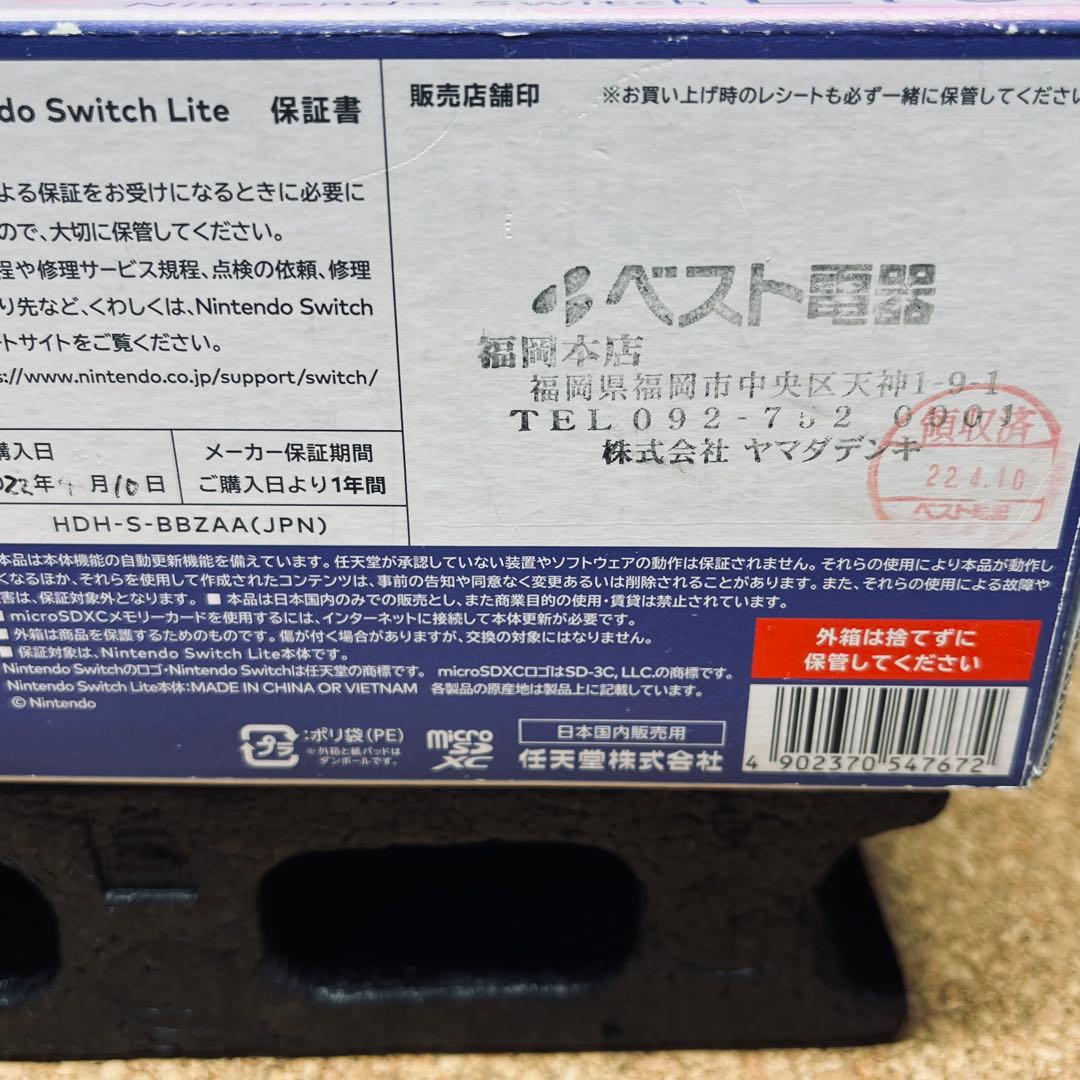 do Switch Lite 保証書
よる保証をお受けになるときに必要に
ので、大切に保管してください。
程や修理サービス規程、点検の依頼、修理
り先など、くわしくは、Nintendo Switch
ートサイトをご覧ください。
s://www.nintendo.co.jp/support/switch/
購入日
メーカー保証期間
022年4月10日
ご購入日より1年間
HDH-S-BBZAA(JPN)
販売店舗印
※お買い上げ時のレシートも必ず一緒に保管してください
ベスト電器
福岡本店
福岡県福岡市中央区天神1-9-1
TEL 092-752 0001
株式会社 ヤマダデンキ
領収済
22.4.10
ベスト電器
本品は本体機能の自動更新機能を備えています。任天堂が承認していない装置やソフトウェアの動作は保証されません。それらの使用により本品が動作し
くなるほか、それらを使用して作成されたコンテンツは、事前の告知や同意なく変更あるいは削除されることがあります。また、それらの使用による故障や
害は、保証対象外となります。 ■ 本品は日本国内のみでの販売とし、また商業目的の使用・賃貸は禁止されています。
■ microSDXCメモリーカードを使用するには、インターネットに接続して本体更新が必要です。
■ 外箱は商品を保護するためのものです。傷が付く場合がありますが、交換の対象にはなりません。
■ 保証対象は、Nintendo Switch Lite本体です。
Nintendo Switchのロゴ・Nintendo Switchは任天堂の商標です。 microSDXCロゴはSD-3C, LLC.の商標です。
Nintendo Switch Lite本体：MADE IN CHINA OR VIETNAM 各製品の原産地は製品上に記載しています。
© Nintendo
外箱は捨てずに
保管してください
プラ
：ポリ袋（PE）
※外箱と紙パッドは
ダンボールです。
micro
SD
XC
日本国内販売用
任天堂株式会社
4 902370 547672